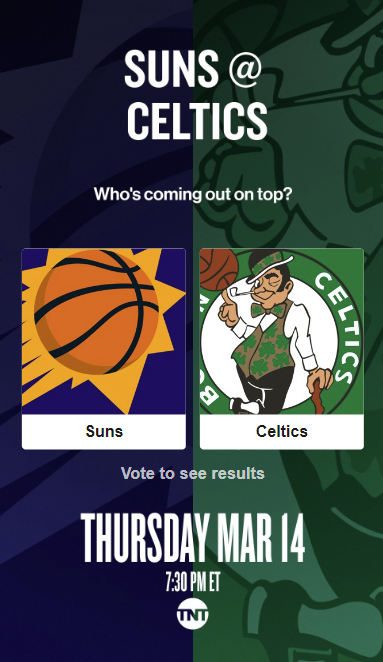 SUNS @
CELTICS
Who's coming out on top?
CELTICS
Suns
Celtics
Vote to see results
THURSDAY MAR 14
7:30 PM ET
TNT